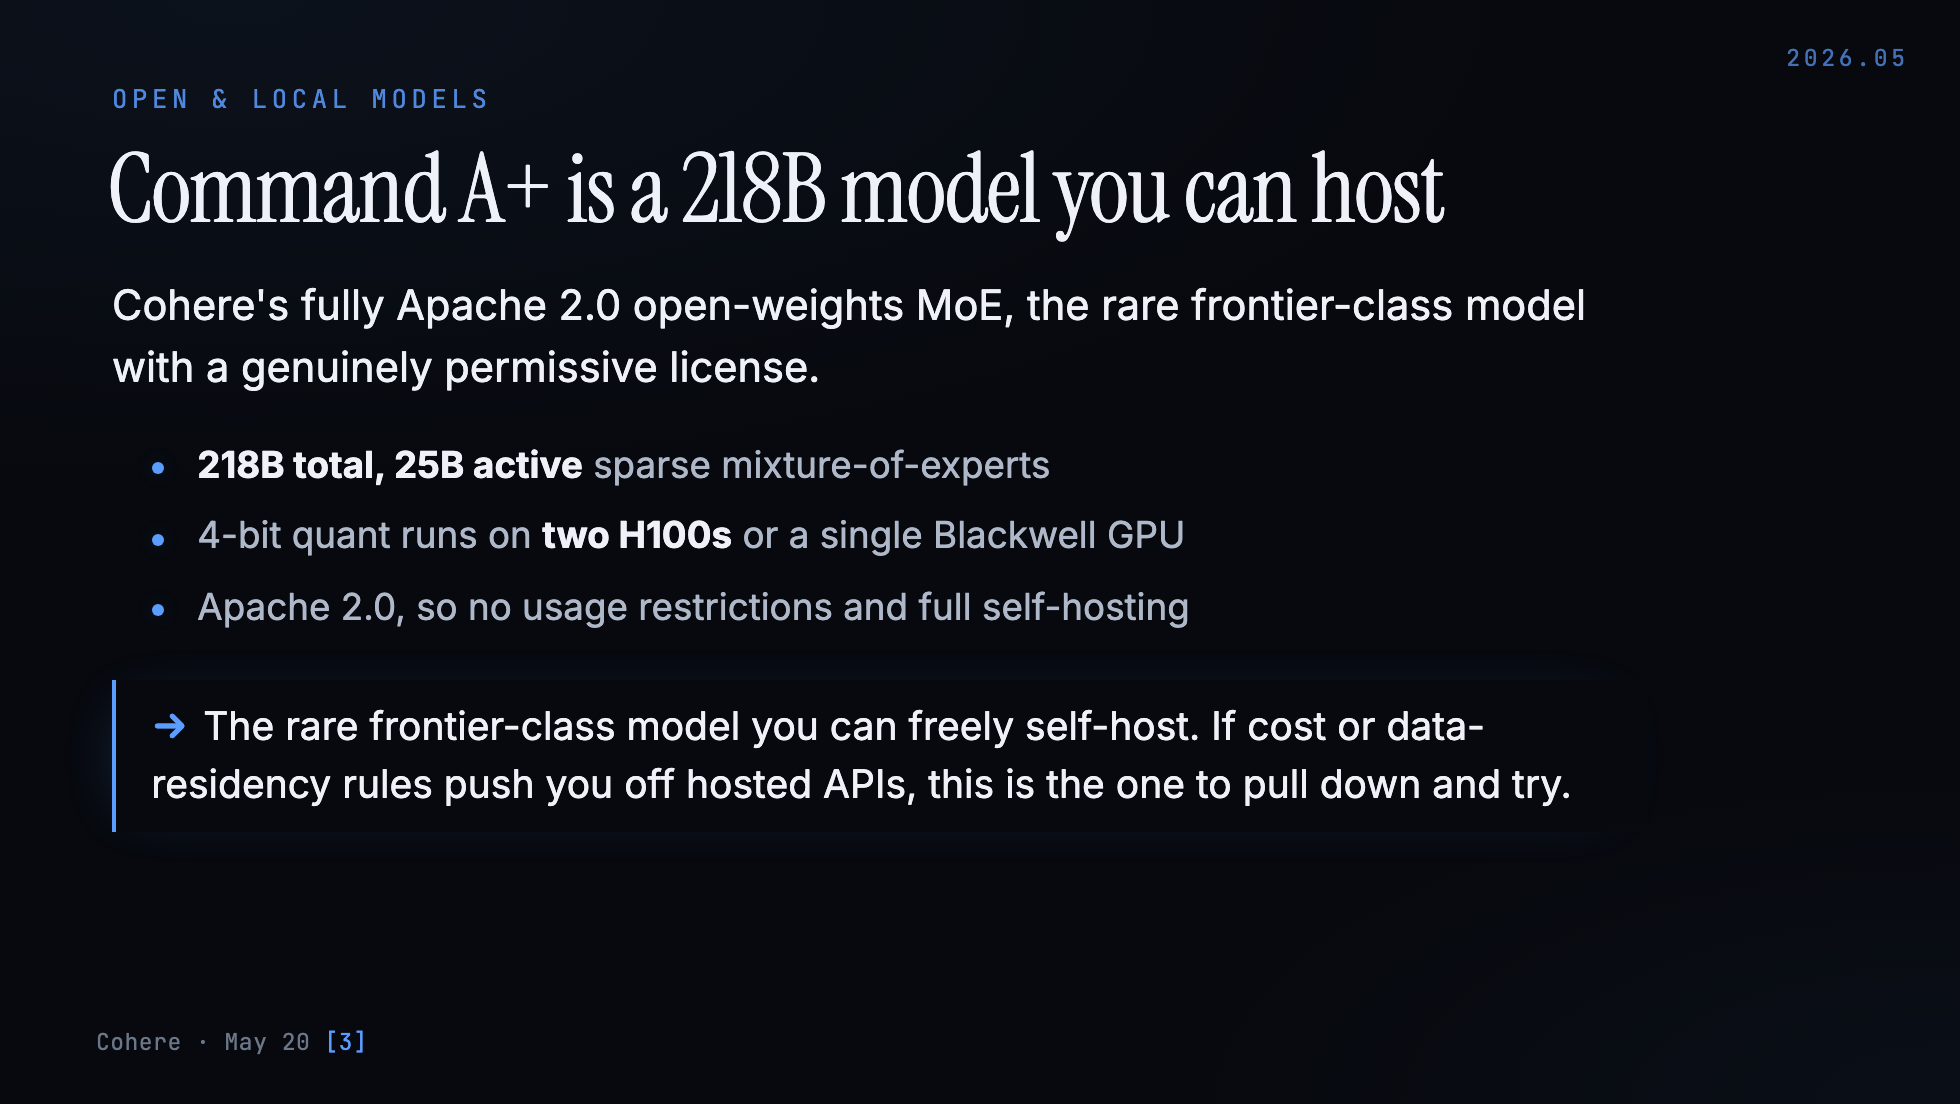 2026.05
OPEN & LOCAL MODELS
Command A+ is a 218B model you can host
Cohere's fully Apache 2.0 open-weights MoE, the rare frontier-class model
with a genuinely permissive license.
• 218B total, 25B active sparse mixture-of-experts
• 4-bit quant runs on two H100s or a single Blackwell GPU
• Apache 2.0, so no usage restrictions and full self-hosting
→ The rare frontier-class model you can freely self-host. If cost or data-
residency rules push you off hosted APIs, this is the one to pull down and try.
Cohere · May 20 [3]